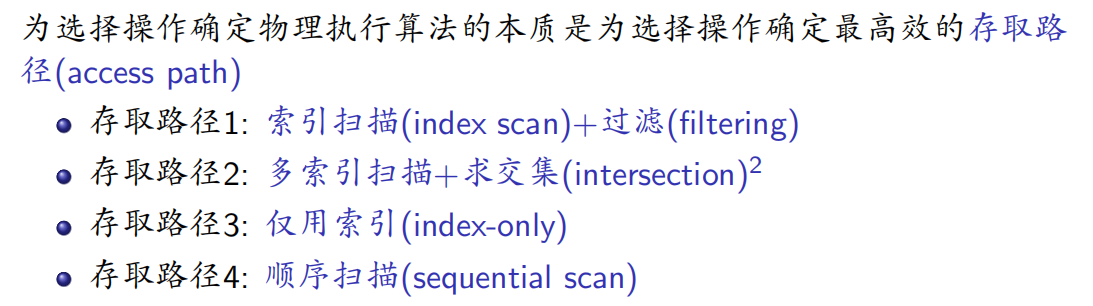 为选择操作确定物理执行算法的本质是为选择操作确定最高效的存取路
径(access path)
存取路径1: 索引扫描(index scan)+过滤(filtering)
存取路径2: 多索引扫描+求交集(intersection)²
存取路径3: 仅用索引(index-only)
存取路径4: 顺序扫描(sequential scan)